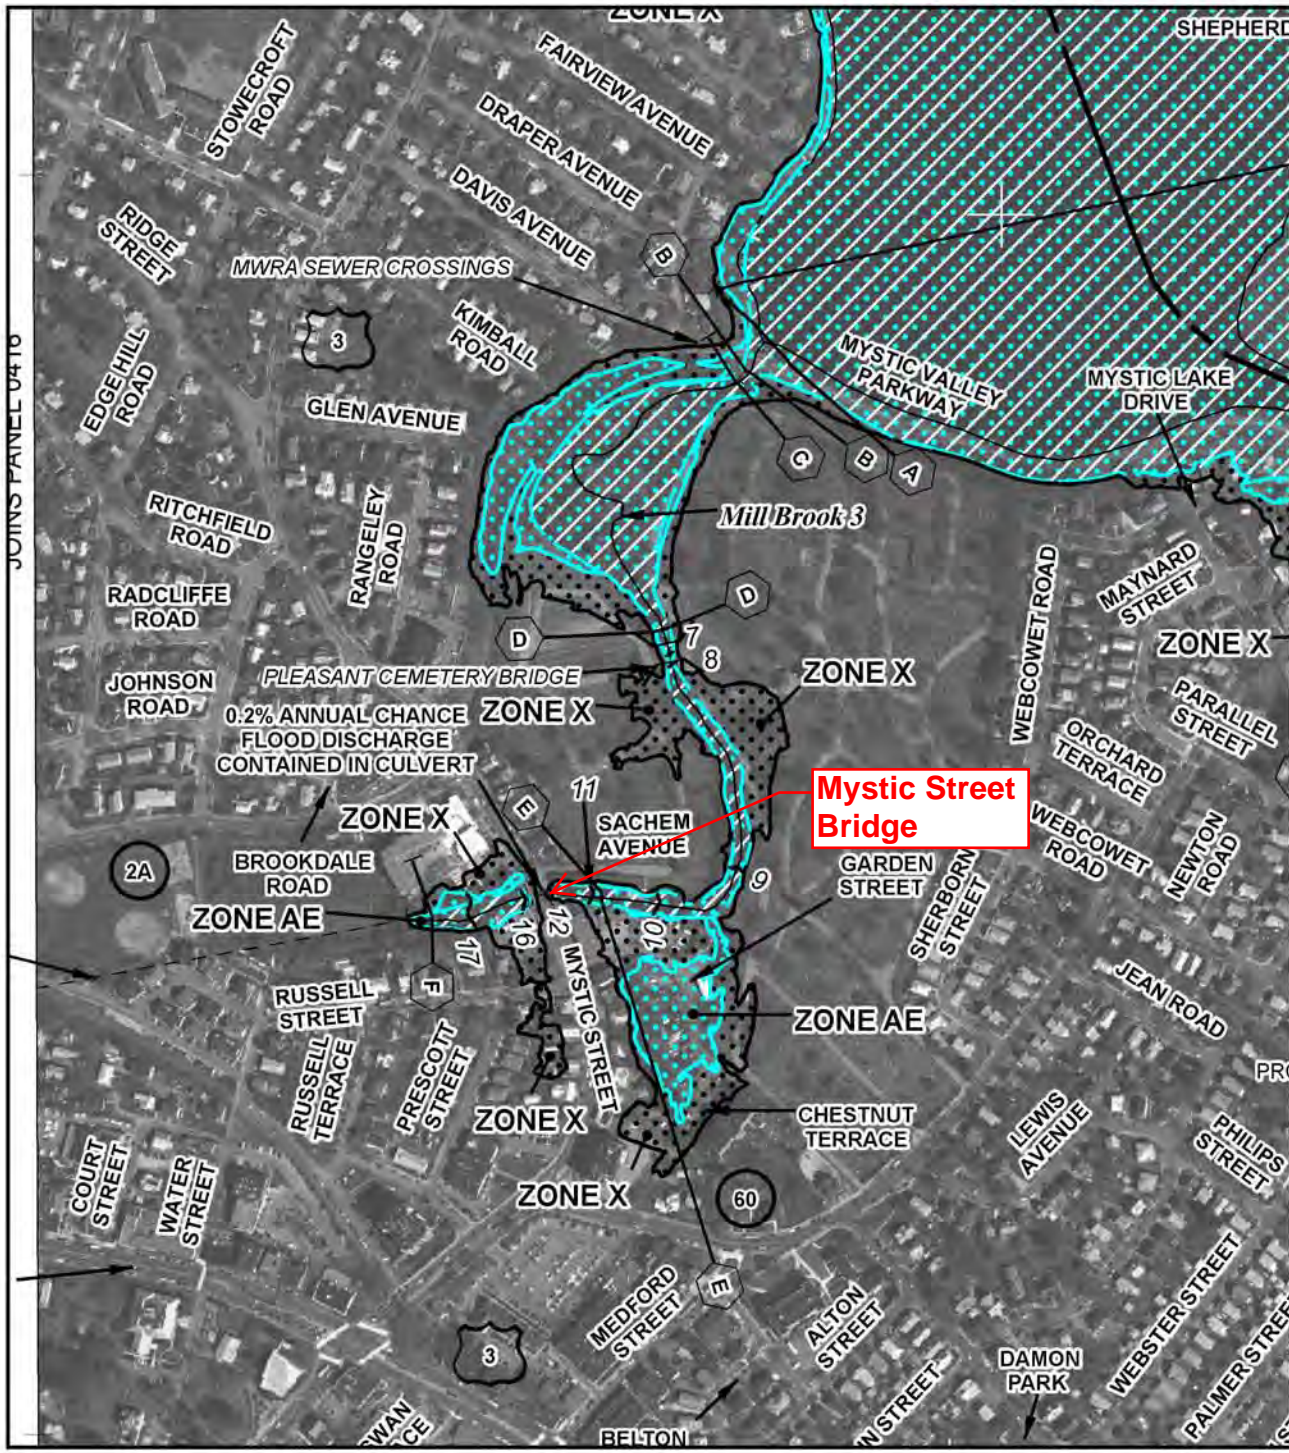 ZONE X
SHEPHERD
STOWECROFT
ROAD
FAIRVIEW AVENUE
DRAPER AVENUE
DAVIS AVENUE
RIDGE
STREET
B
MWRA SEWER CROSSINGS
3
KIMBALL
ROAD
EDGE HILL
ROAD
JOINS PANEL 0416
GLEN AVENUE
MYSTIC VALLEY
PARKWAY
MYSTIC LAKE
DRIVE
C
B
A
RITCHFIELD
ROAD
RANGELEY
ROAD
Mill Brook 3
RADCLIFFE
ROAD
MAYNARD
STREET
WEBCOWET ROAD
D
D
7
8
ZONE X
PLEASANT CEMETERY BRIDGE
ZONE X
JOHNSON
ROAD
ZONE X
PARALLEL
STREET
0.2% ANNUAL CHANCE
FLOOD DISCHARGE
CONTAINED IN CULVERT
ORCHARD
TERRACE
E
11
Mystic Street
Bridge
ZONE X
SACHEM
AVENUE
WEBCOWET
ROAD
NEWTON
ROAD
2A
BROOKDALE
ROAD
GARDEN
STREET
9
SHERBORN
STREET
ZONE AE
17
16
12
10
MYSTIC STREET
F
RUSSELL
STREET
JEAN ROAD
ZONE AE
RUSSELL
TERRACE
PRESCOTT
STREET
ZONE X
CHESTNUT
TERRACE
LEWIS
AVENUE
PHILIPS
STREET
COURT
STREET
WATER
STREET
ZONE X
60
E
MEDFORD
STREET
ALTON
STREET
WEBSTER STREET
PALMER STREET
3
DAMON
PARK
SWAN
BELTON
N STREET